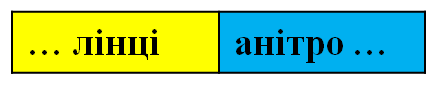 … лінці анітро …